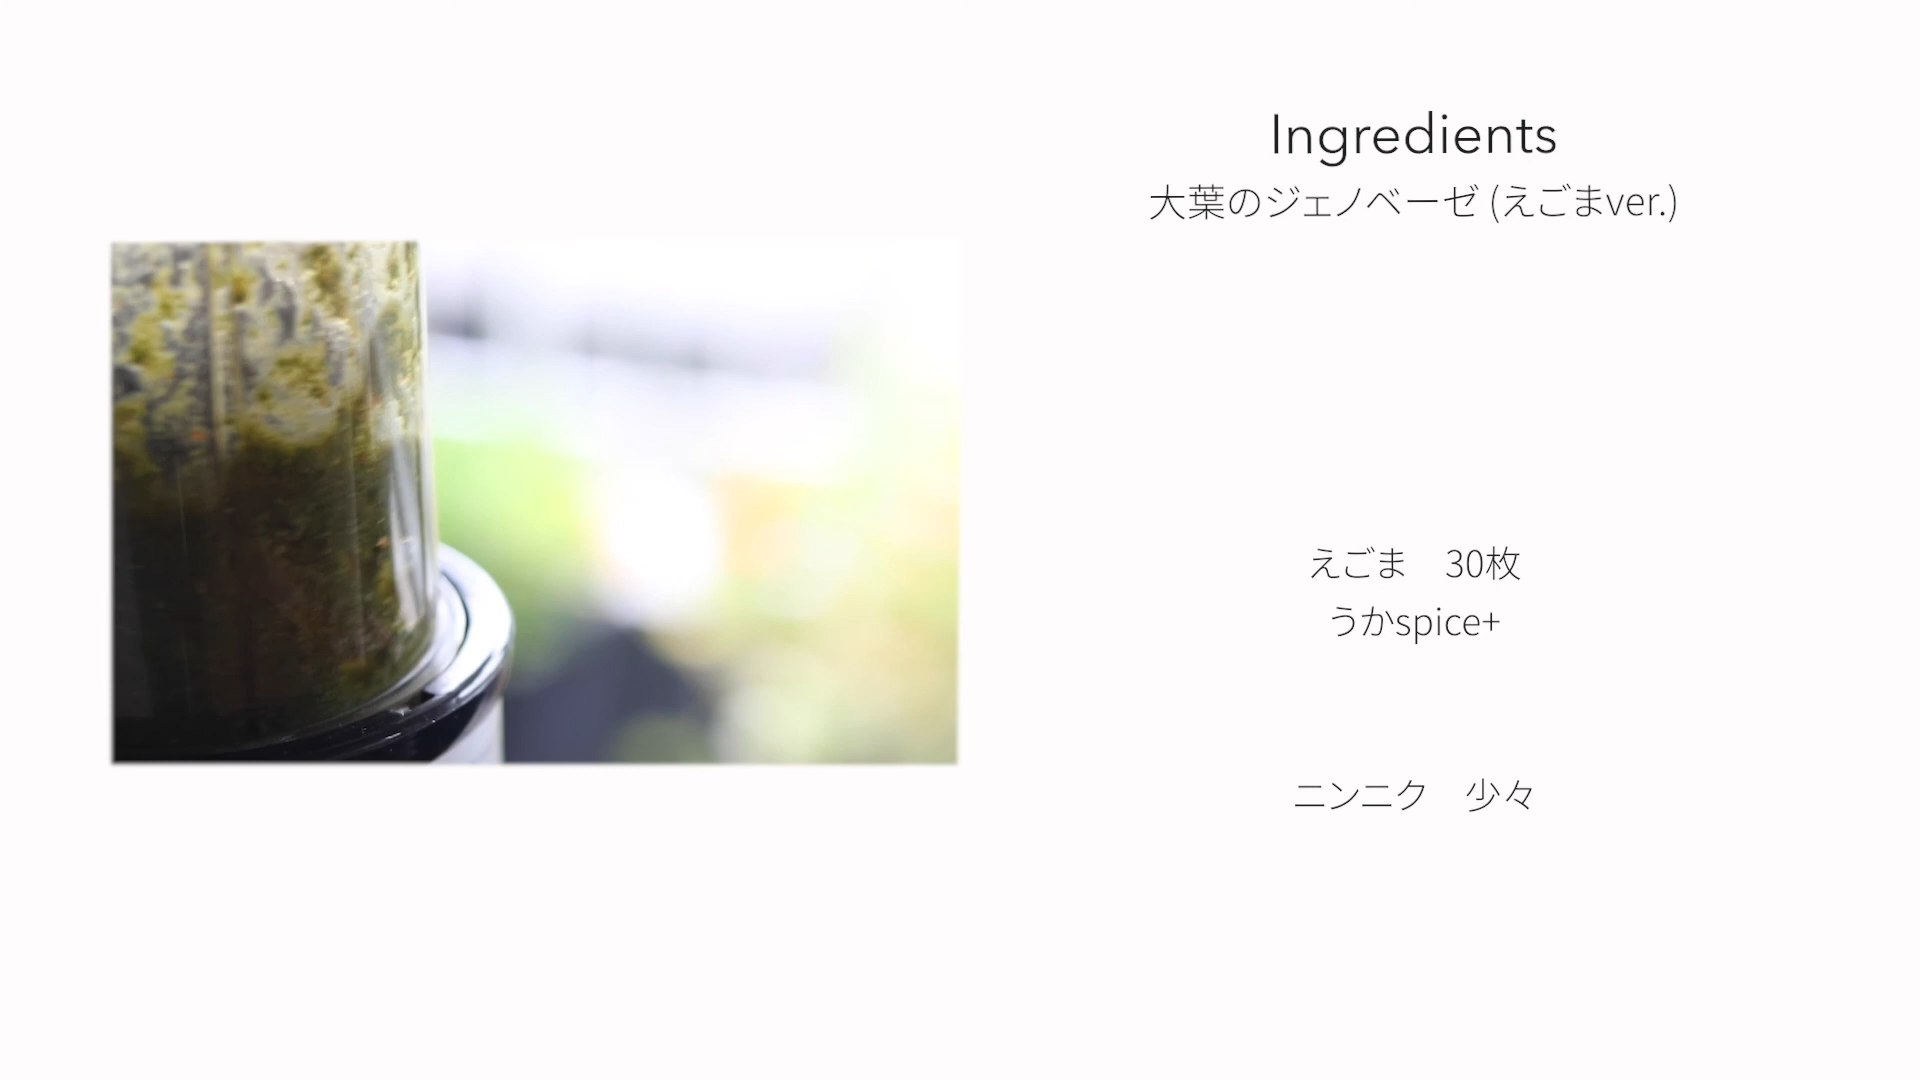 Ingredients
大葉のジェノベーゼ (えごまver.)
えごま　30枚
うかspice+
ニンニク　少々